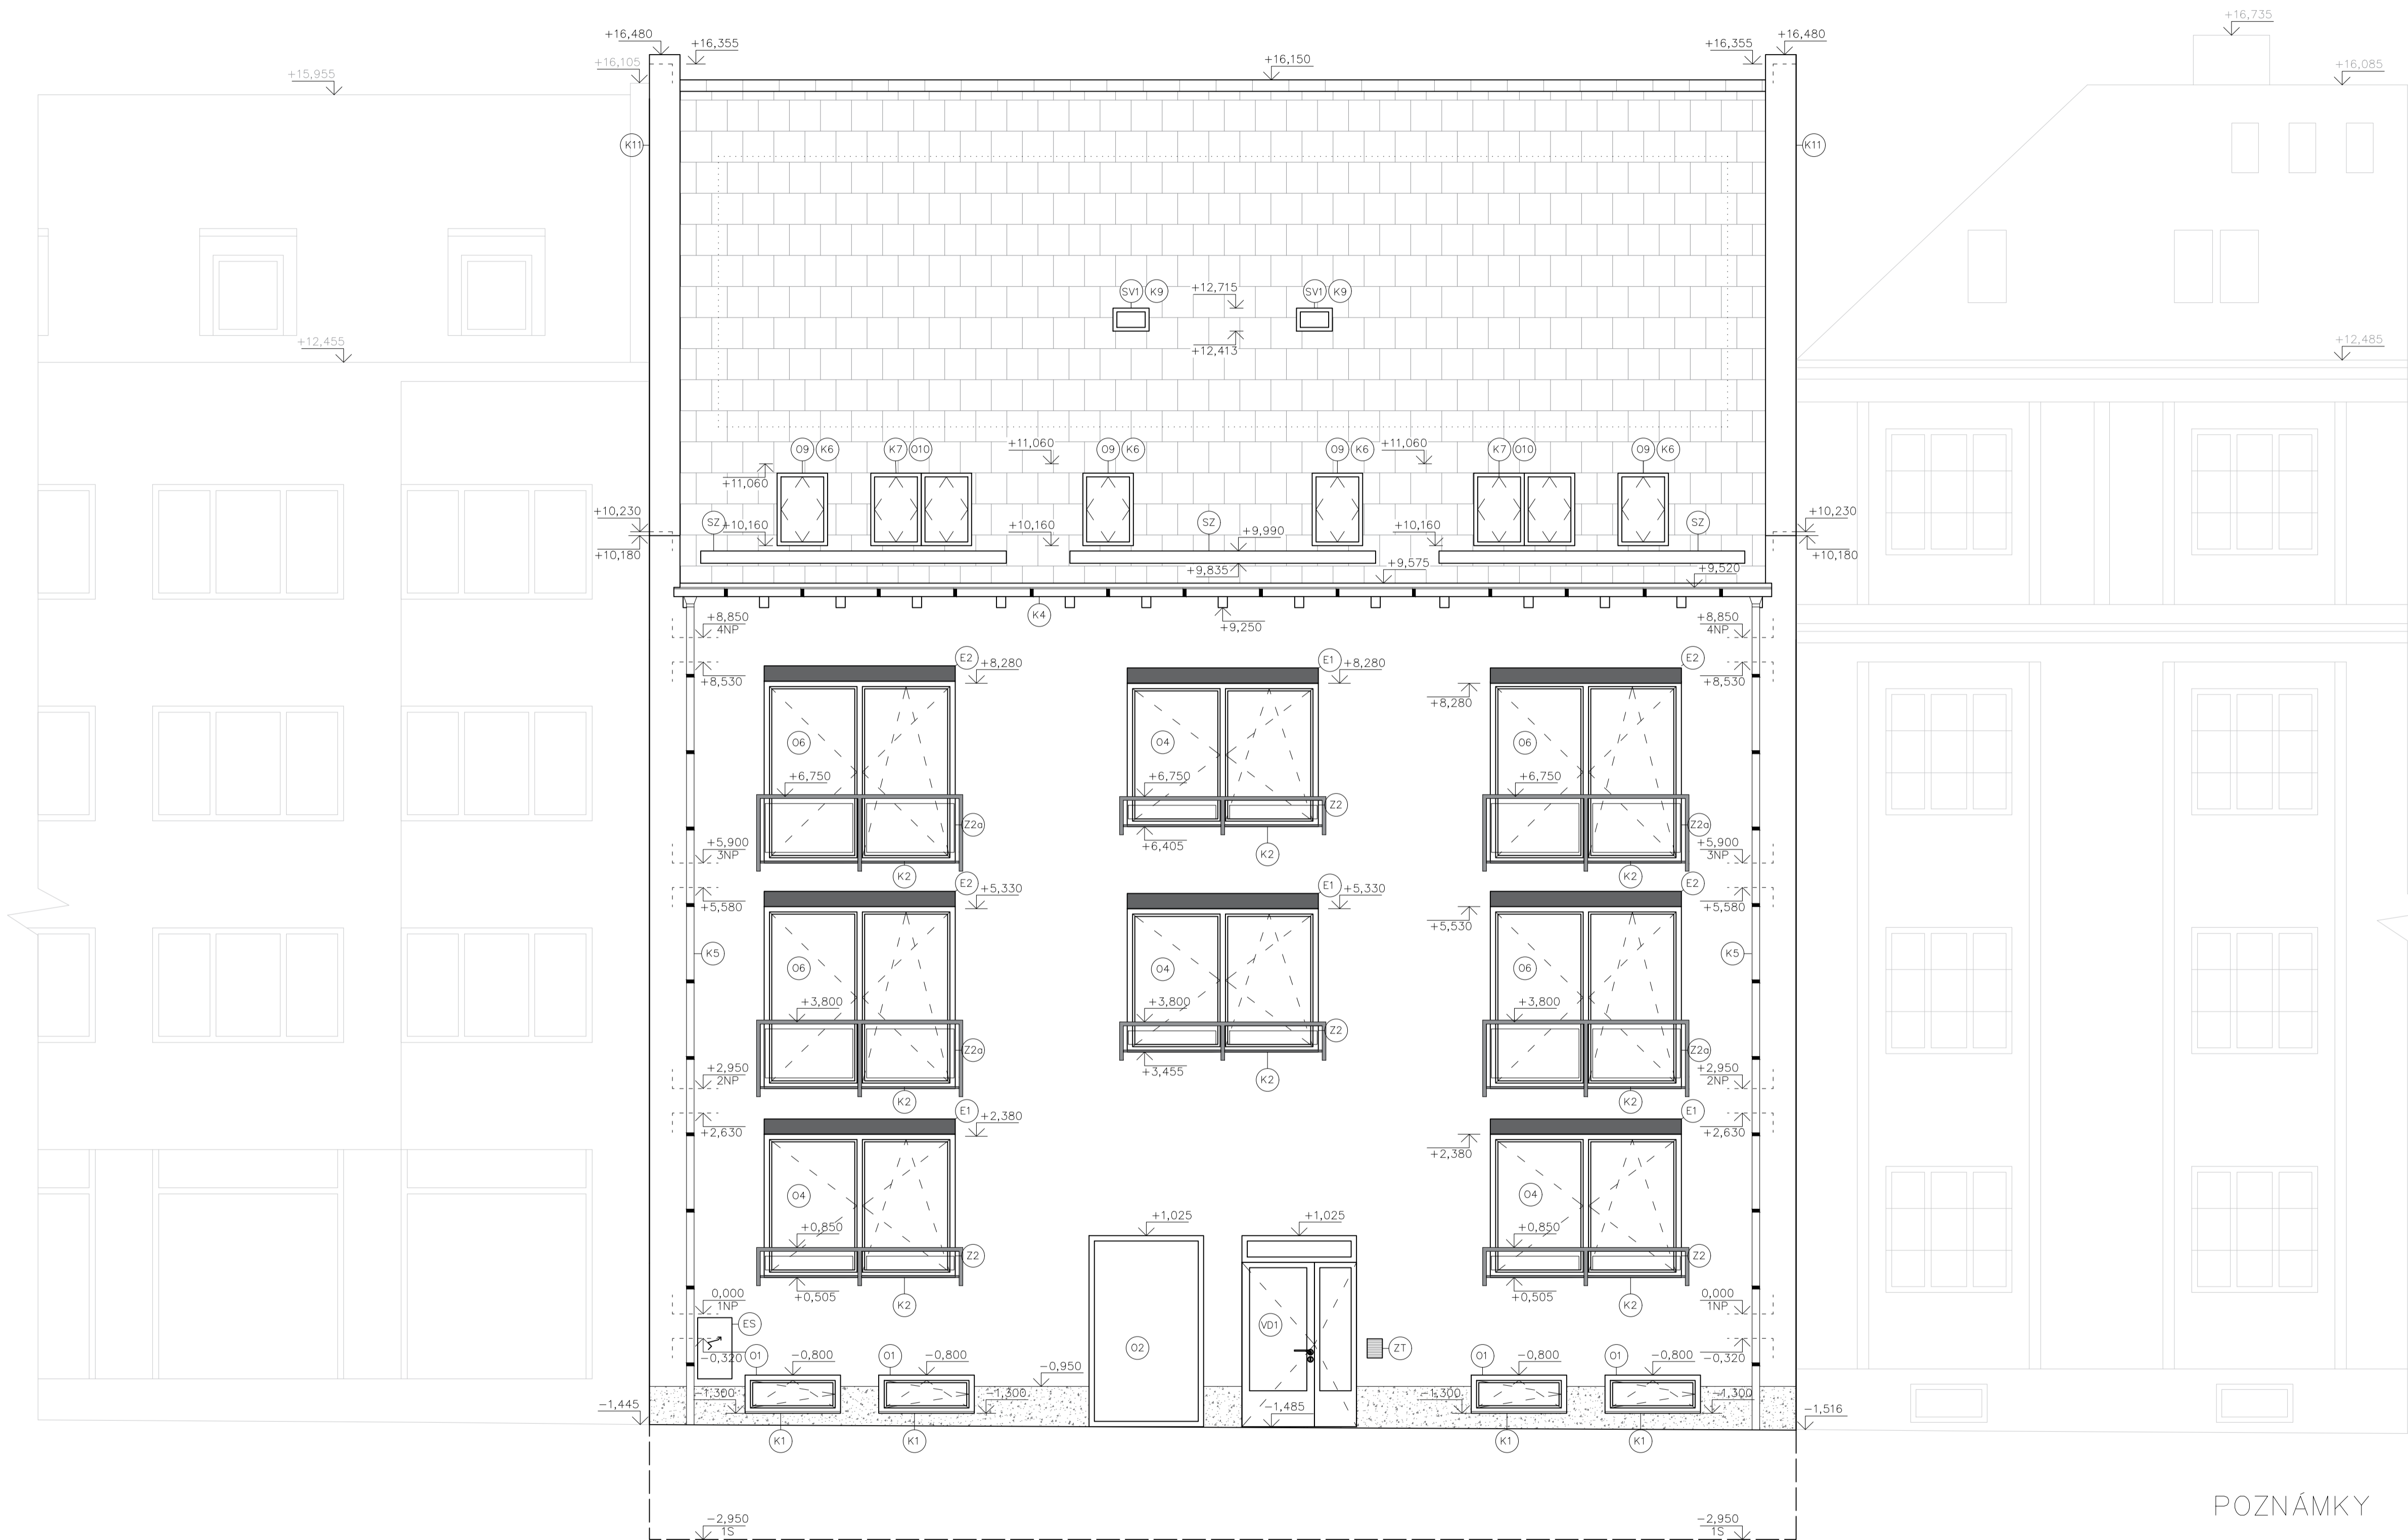 +16,735
+16,480
+16,355
+16,355
+16,480
+16,105
+16,150
+16,085
+15,955
K11
K11
SV1 K9
+12,715
SV1 K9
+12,413
+12,455
+12,485
O9 K6
K7 O10
+11,060
O9 K6
O9 K6
+11,060
K7 O10
O9 K6
+11,060
+10,230
SZ
+10,160
+10,160
SZ
+9,990
+10,160
SZ
+10,230
+10,180
+10,180
+9,835
+9,575
+9,520
K4
+9,250
+8,850
4NP
+8,850
4NP
E2
+8,280
E1
+8,280
E2
+8,530
+8,280
+8,530
O6
O4
O6
+6,750
+6,750
+6,750
Z2
Z2a
Z2a
+5,900
3NP
+6,405
+5,900
3NP
K2
K2
K2
E2
+5,330
E1
+5,330
E2
+5,580
+5,530
+5,580
K5
O6
O4
O6
K5
+3,800
+3,800
+3,800
Z2
Z2a
Z2a
+2,950
2NP
+3,455
+2,950
2NP
K2
K2
K2
E1
+2,380
E1
+2,630
+2,380
+2,630
O4
O4
+0,850
+1,025
+1,025
+0,850
Z2
Z2
0,000
1NP
+0,505
K2
+0,505
K2
0,000
1NP
ES
VD1
O2
ZT
-0,320
O1
-0,800
O1
-0,800
-0,950
O1
-0,800
O1
-0,800
-0,320
-1,300
-1,300
-1,300
-1,300
-1,445
-1,485
-1,516
K1
K1
K1
K1
POZNÁMKY
-2,950
1S
-2,950
1S